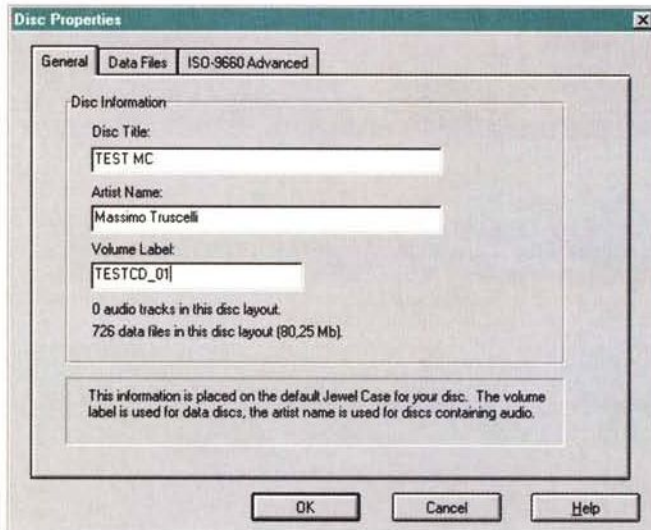 Disc Properties
General
Data Files
ISO-9660 Advanced
Disc Information
Disc Title:
TEST MC
Artist Name:
Massimo Truscelli
Volume Label:
TESTCD_01
0 audio tracks in this disc layout.
726 data files in this disc layout (80,25 Mb).
This information is placed on the default Jewel Case for your disc. The volume
label is used for data discs, the artist name is used for discs containing audio.
OK
Cancel
Help